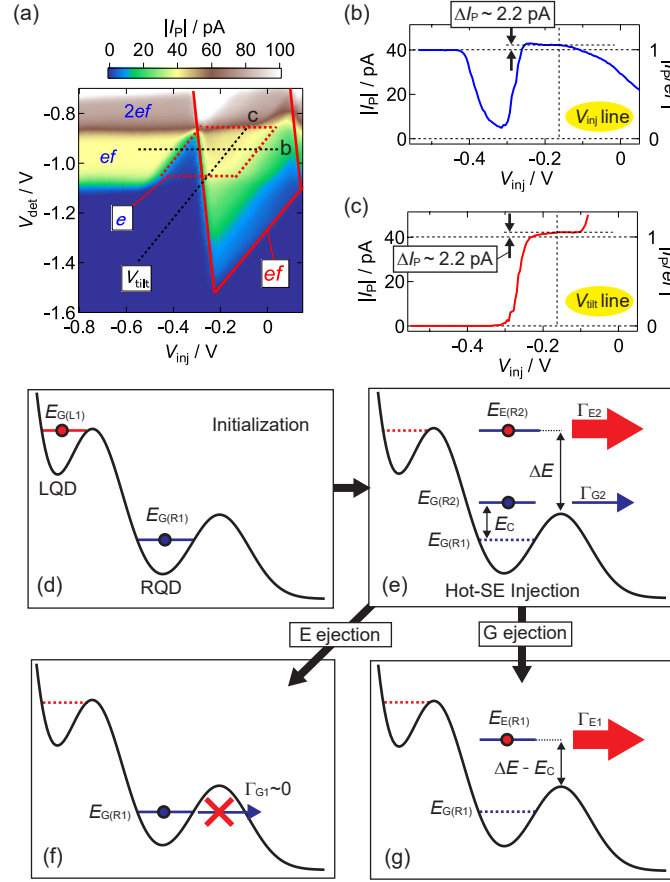 (a)
|I_P| / pA
0 20 40 60 80 100
2ef
ef
c
b
e
V_tilt
ef
-0.8
-1.0
-1.2
-1.4
-1.6
V_det / V
-0.8 -0.6 -0.4 -0.2 0
V_inj / V
(b)
ΔI_P ~ 2.2 pA
40
20
0
|I_P| / pA
1
0
|I_P/ef|
V_inj line
-0.4 -0.2 0
V_inj / V
(c)
ΔI_P ~ 2.2 pA
40
20
0
|I_P| / pA
1
0
|I_P/ef|
V_tilt line
-0.4 -0.2 0
V_inj / V
E_G(L1)
Initialization
LQD
E_G(R1)
RQD
(d)
E_E(R2)
Γ_E2
ΔE
E_G(R2)
Γ_G2
E_C
E_G(R1)
(e)
Hot-SE Injection
E ejection
G ejection
Γ_G1~0
E_G(R1)
(f)
E_E(R1)
Γ_E1
ΔE - E_C
E_G(R1)
(g)